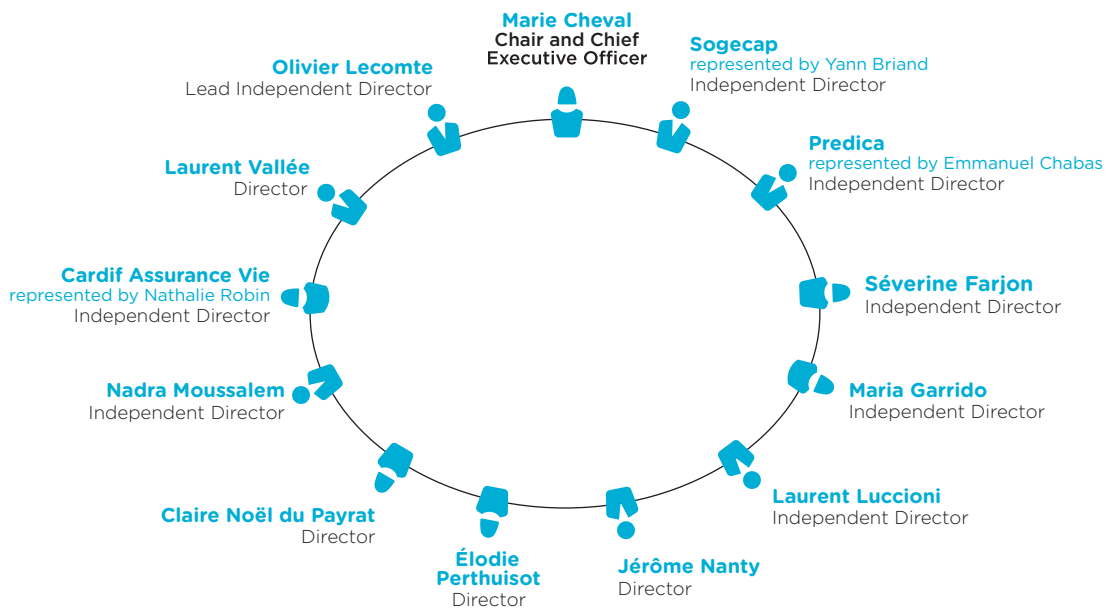 Marie Cheval
Chair and Chief
Executive Officer
Sogecap
represented by Yann Briand
Independent Director
Predica
represented by Emmanuel Chabas
Independent Director
Séverine Farjon
Independent Director
Maria Garrido
Independent Director
Laurent Luccioni
Independent Director
Jérôme Nanty
Director
Élodie
Perthuisot
Director
Claire Noël du Payrat
Director
Nadra Moussalem
Independent Director
Cardif Assurance Vie
represented by Nathalie Robin
Independent Director
Laurent Vallée
Director
Olivier Lecomte
Lead Independent Director